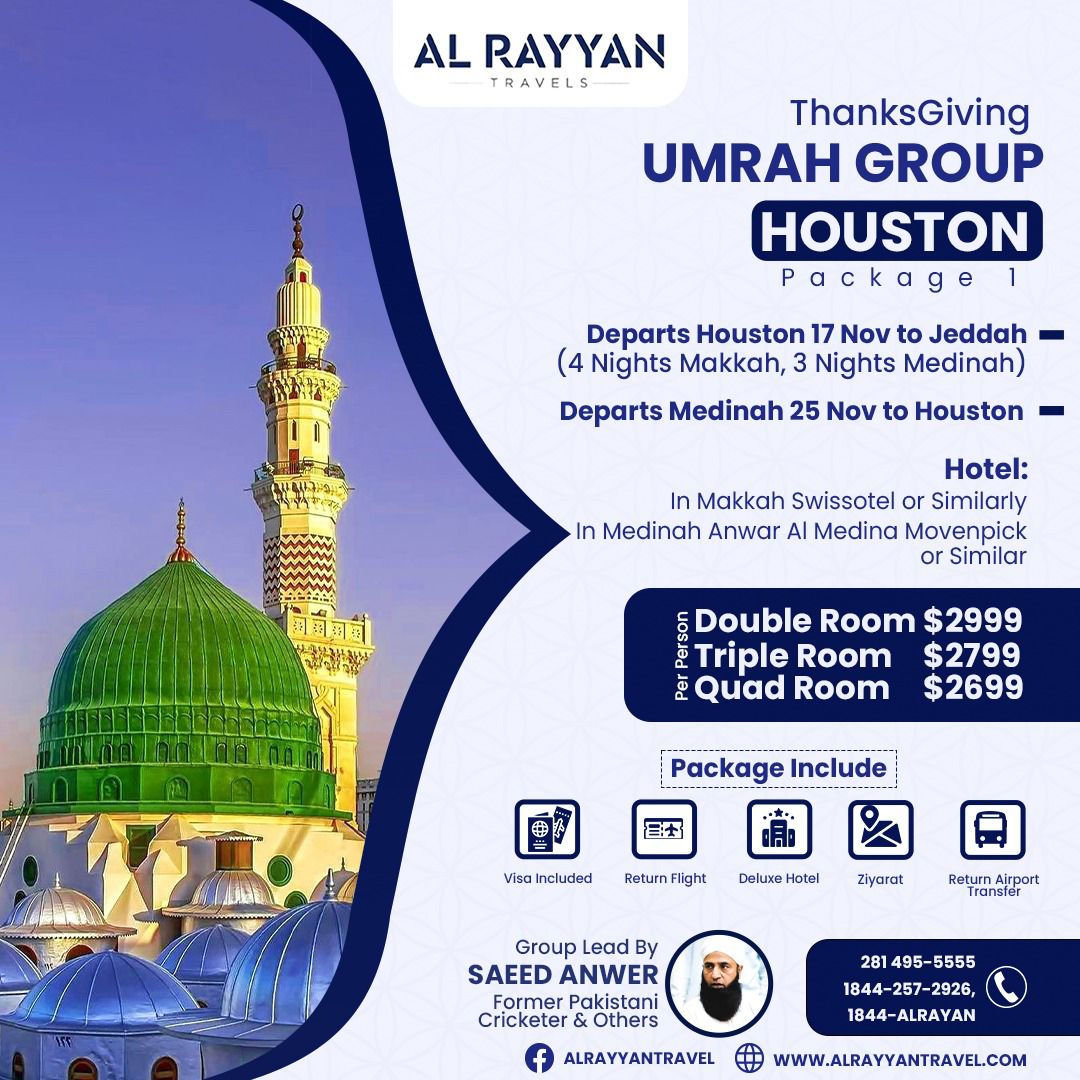 AL RAYYAN
TRAVELS
ThanksGiving
UMRAH GROUP
HOUSTON
Package 1
Departs Houston 17 Nov to Jeddah
(4 Nights Makkah, 3 Nights Medinah)
Departs Medinah 25 Nov to Houston
Hotel:
In Makkah Swissotel or Similarly
In Medinah Anwar Al Medina Movenpick
or Similar
Per Person
Double Room $2999
Triple Room $2799
Quad Room $2699
Package Include
Visa Included
Return Flight
Deluxe Hotel
Ziyarat
Return Airport
Transfer
Group Lead By
SAEED ANWER
Former Pakistani
Cricketer & Others
281 495-5555
1844-257-2926,
1844-ALRAYAN
ALRAYYANTRAVEL
WWW.ALRAYYANTRAVEL.COM